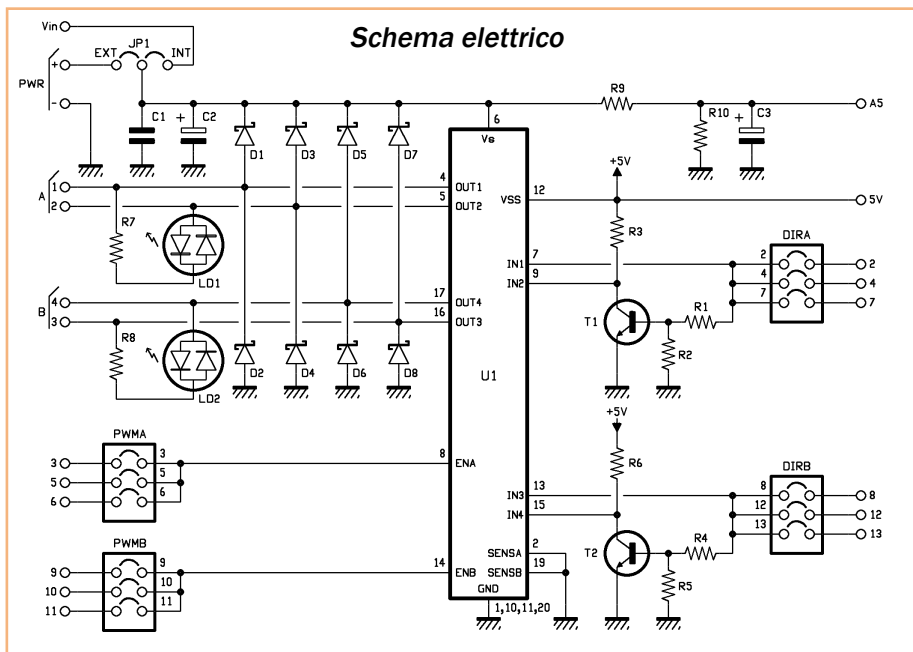 Schema elettrico
Vin
JP1
EXT
INT
+
PWR
-
C1
+
C2
D1
D3
D5
D7
6
Vs
R9
R10
+
C3
A5
A
1
2
4
OUT1
5
OUT2
12
VSS
+5V
5V
R3
R7
LD1
7
IN1
9
IN2
DIRA
2
4
7
2
4
7
T1
R1
R2
B
4
3
17
OUT4
16
OUT3
R8
LD2
D2
D4
D6
D8
U1
+5V
R6
PWMA
3
5
6
3
5
6
8
ENA
13
IN3
15
IN4
DIRB
8
12
13
8
12
13
T2
R4
R5
PWMB
9
10
11
9
10
11
14
ENB
2
SENSA
19
SENSB
GND
1,10,11,20